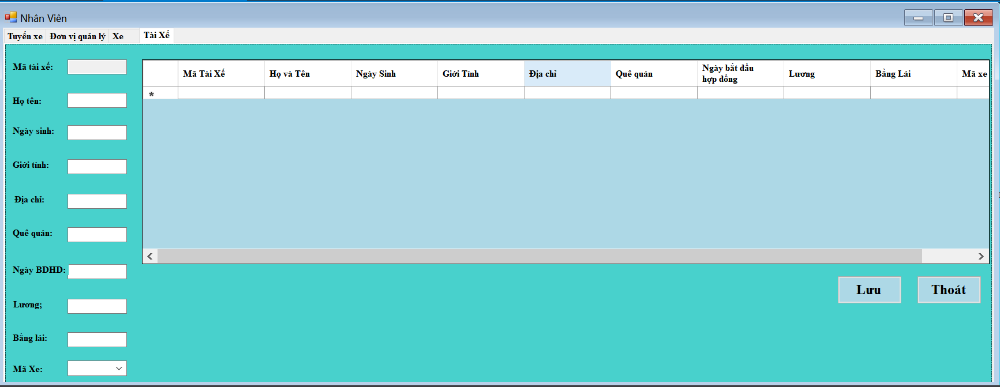 Nhân Viên
Tuyến xe Đơn vị quản lý Xe Tài Xế
Mã tài xế:
Họ tên:
Ngày sinh:
Giới tính:
Địa chỉ:
Quê quán:
Ngày BDHD:
Lương;
Bằng lái:
Mã Xe:
Mã Tài Xế Họ và Tên Ngày Sinh Giới Tính Địa chỉ Quê quán Ngày bắt đầu
hợp đồng Lương Bằng Lái Mã xe
*
Lưu Thoát